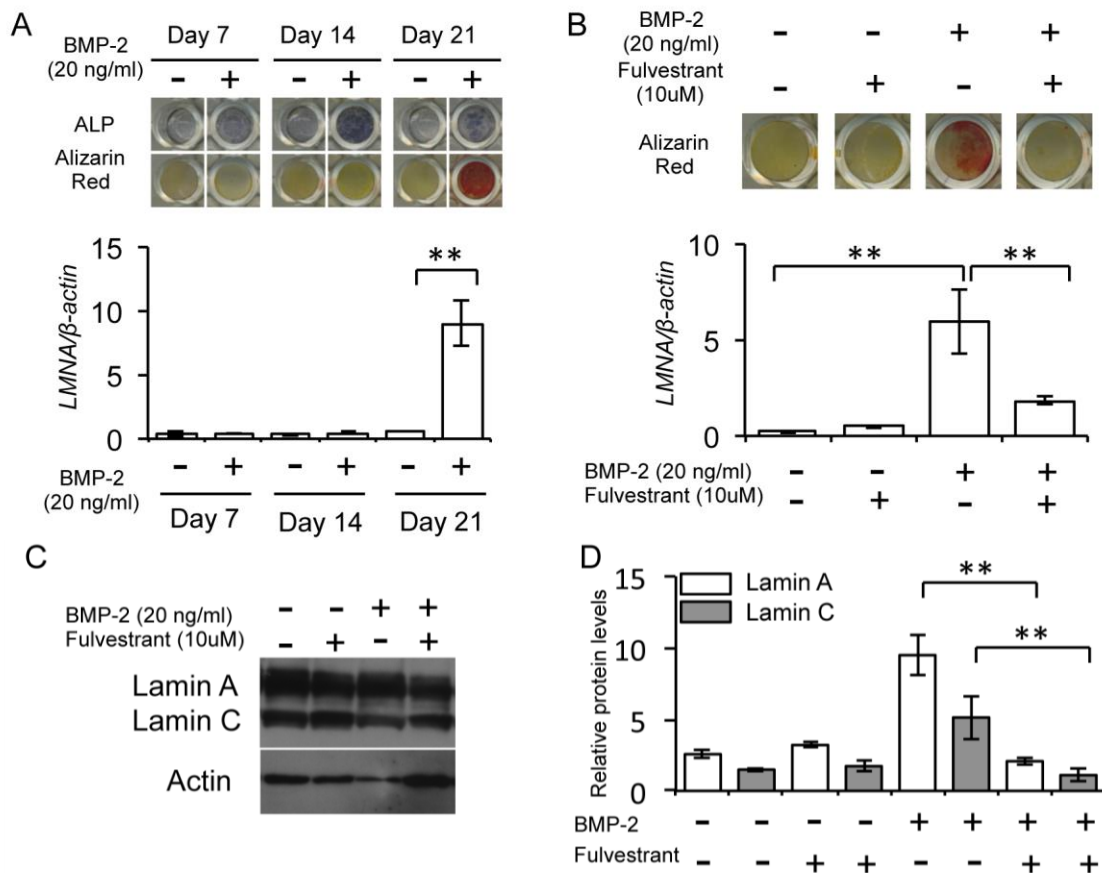 A
BMP-2
(20 ng/ml)
Day 7 Day 14 Day 21
- + - + - +
ALP
Alizarin
Red
15
10
5
0
LMNA/β-actin
**
BMP-2
(20 ng/ml)
- + - + - +
Day 7 Day 14 Day 21
B
BMP-2
(20 ng/ml)
- - + +
Fulvestrant
(10uM)
- + - +
Alizarin
Red
10
5
0
LMNA/β-actin
** **
BMP-2 (20 ng/ml) - - + +
Fulvestrant (10uM) - + - +
C
BMP-2 (20 ng/ml) - - + +
Fulvestrant (10uM) - + - +
Lamin A
Lamin C
Actin
D
15
10
5
0
Relative protein levels
Lamin A
Lamin C
**
**
BMP-2 - - - - + + + +
Fulvestrant - - + + - - + +